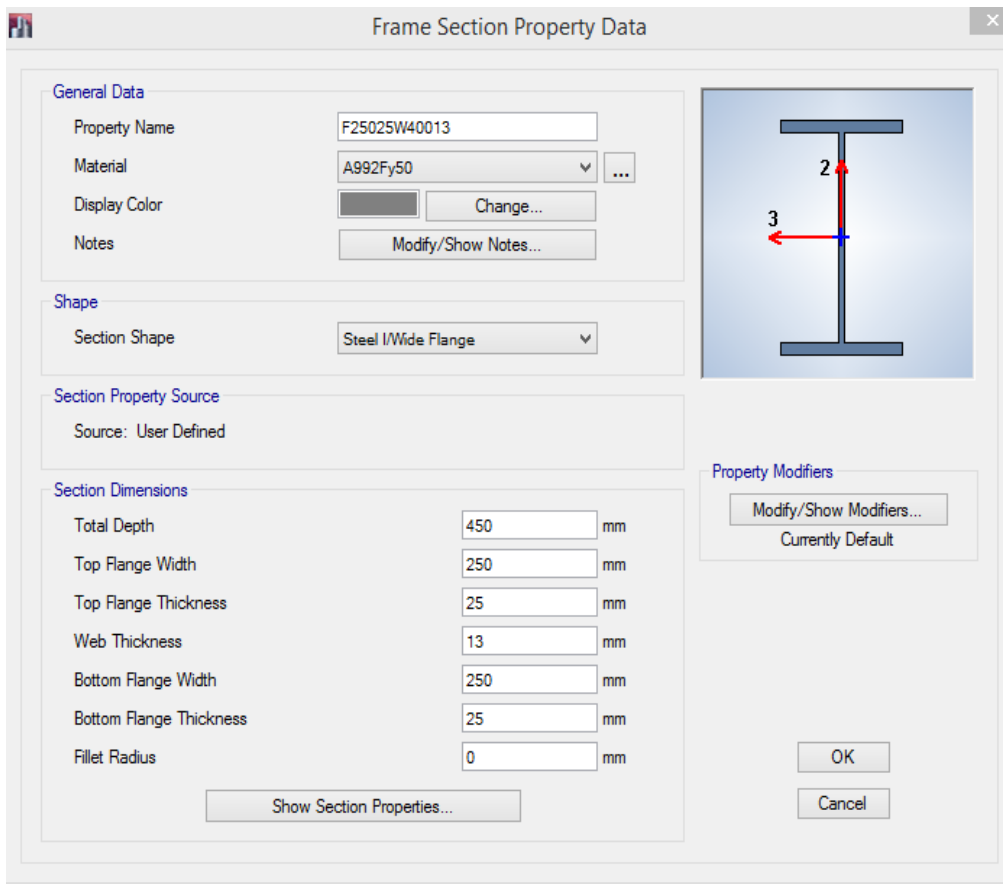 Frame Section Property Data
General Data
Property Name F25025W40013
Material A992Fy50 ...
Display Color Change...
Notes Modify/Show Notes...
2
3
Shape
Section Shape Steel I/Wide Flange
Section Property Source
Source: User Defined
Property Modifiers
Modify/Show Modifiers...
Currently Default
Section Dimensions
Total Depth 450 mm
Top Flange Width 250 mm
Top Flange Thickness 25 mm
Web Thickness 13 mm
Bottom Flange Width 250 mm
Bottom Flange Thickness 25 mm
Fillet Radius 0 mm
Show Section Properties...
OK
Cancel